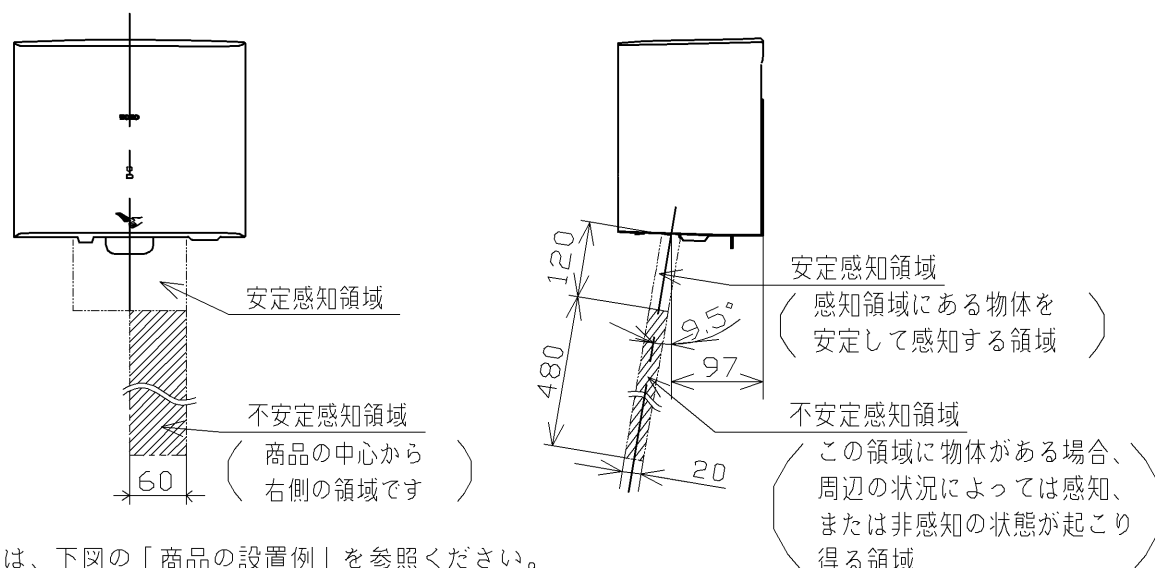 安定感知領域
不安定感知領域
商品の中心から
右側の領域です
60
120
480
9.5°
97
20
安定感知領域
感知領域にある物体を
安定して感知する領域
不安定感知領域
この領域に物体がある場合、
周辺の状況によっては感知、
または非感知の状態が起こり
得る領域
は、下図の「商品の設置例」を参照ください。